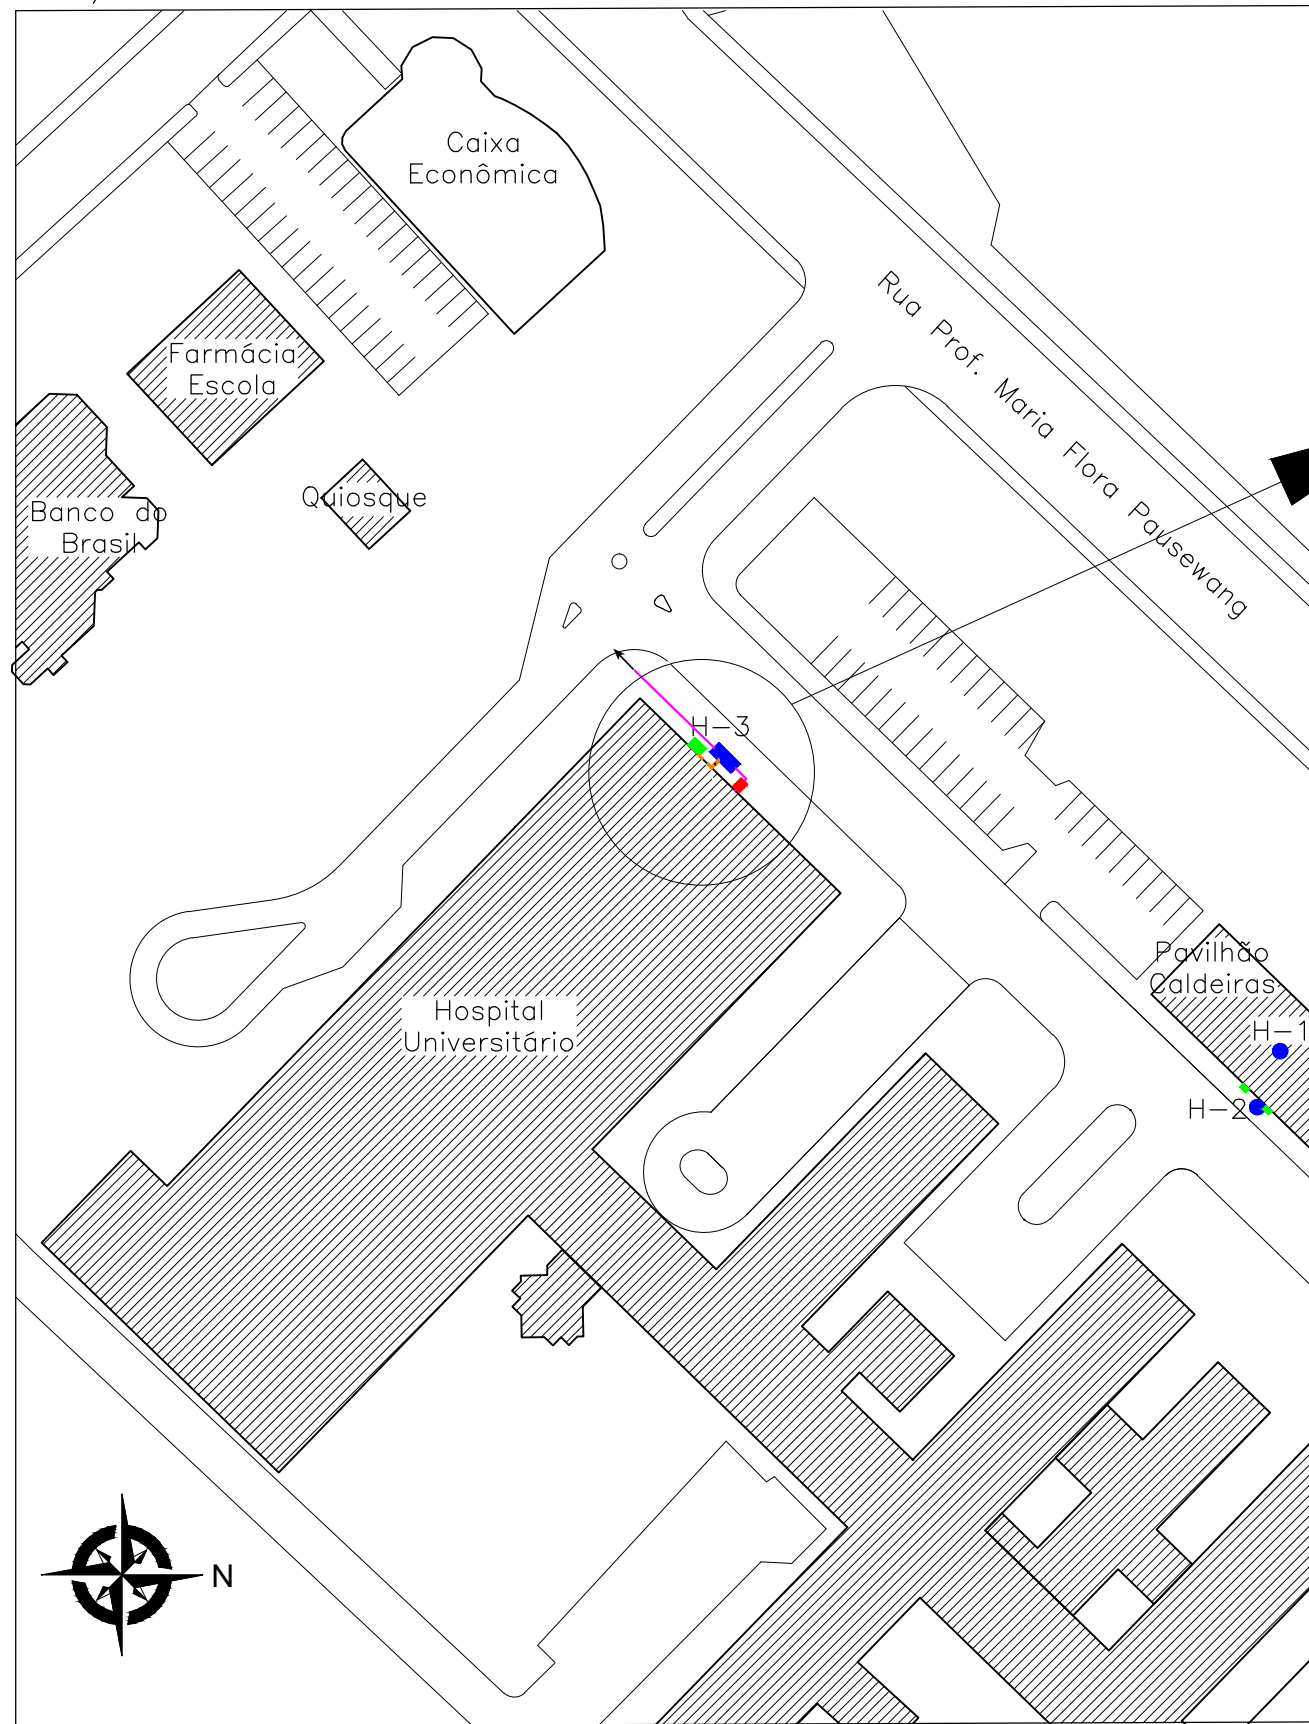 Caixa
Econômica
Rua Prof. Maria Flora Pausewang
Farmácia
Escola
Quiosque
Banco do
Brasil
H-3
Pavilhão
Caldeiras
Hospital
Universitário
H-1
H-2
N